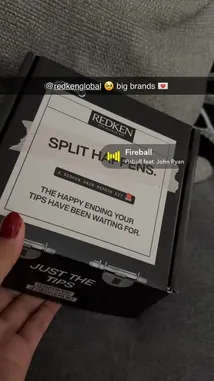 @redkenglobal 🥺 big brands 💌
REDKEN
Fireball
Pitbull feat. John Ryan
SPLIT HAPPENS.
A REDKEN HAIR REPAIR KIT
THE HAPPY ENDING YOUR
TIPS HAVE BEEN WAITING FOR.
JUST THE
TIPS